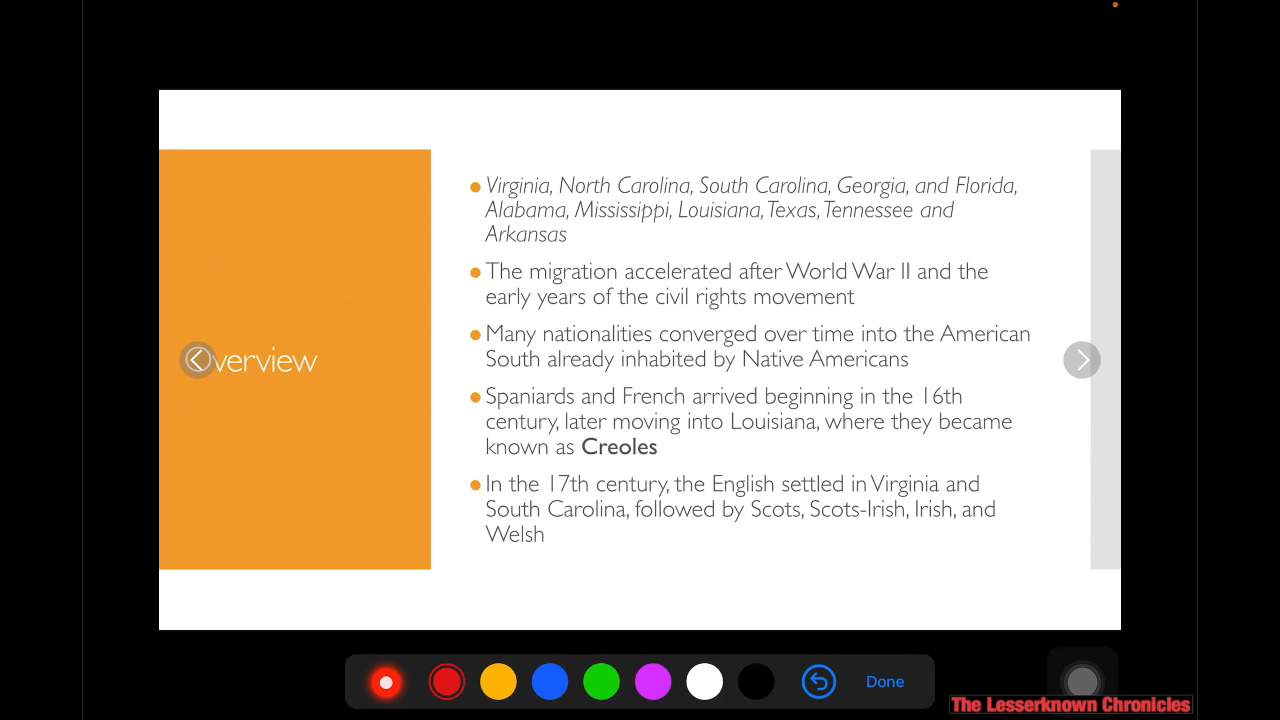 Virginia, North Carolina, South Carolina, Georgia, and Florida,
Alabama, Mississippi, Louisiana, Texas, Tennessee and
Arkansas
The migration accelerated after World War II and the
early years of the civil rights movement
Many nationalities converged over time into the American
South already inhabited by Native Americans
Overview
Spaniards and French arrived beginning in the 16th
century, later moving into Louisiana, where they became
known as Creoles
In the 17th century, the English settled in Virginia and
South Carolina, followed by Scots, Scots-Irish, Irish, and
Welsh
Done
The Lesserknown Chronicles